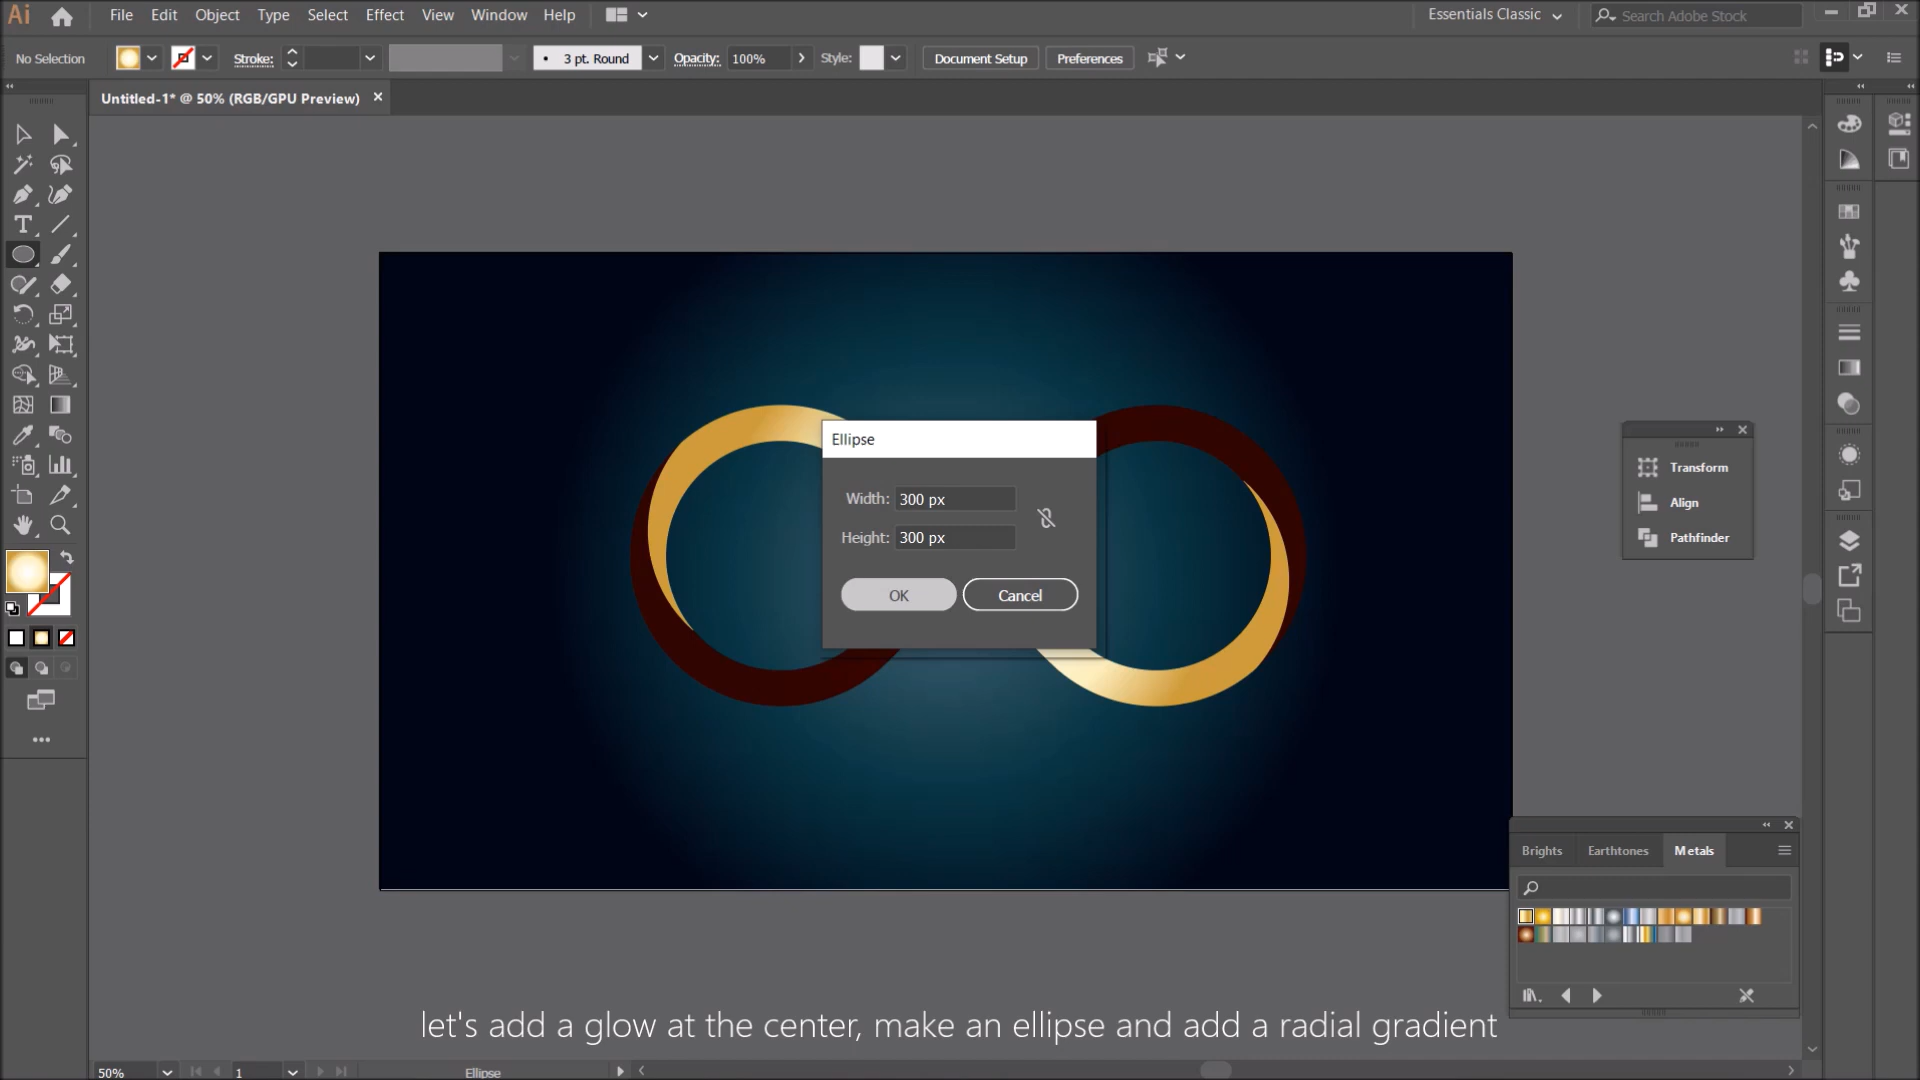 Ai File Edit Object Type Select Effect View Window Help Essentials Classic Search Adobe Stock
No Selection Stroke: 3 pt. Round Opacity: 100% Style: Document Setup Preferences
Untitled-1* @ 50% (RGB/GPU Preview)
Ellipse
Width: 300 px
Height: 300 px
OK Cancel
Transform
Align
Pathfinder
Brights Earthtones Metals
let's add a glow at the center, make an ellipse and add a radial gradient
50% 1 Ellipse